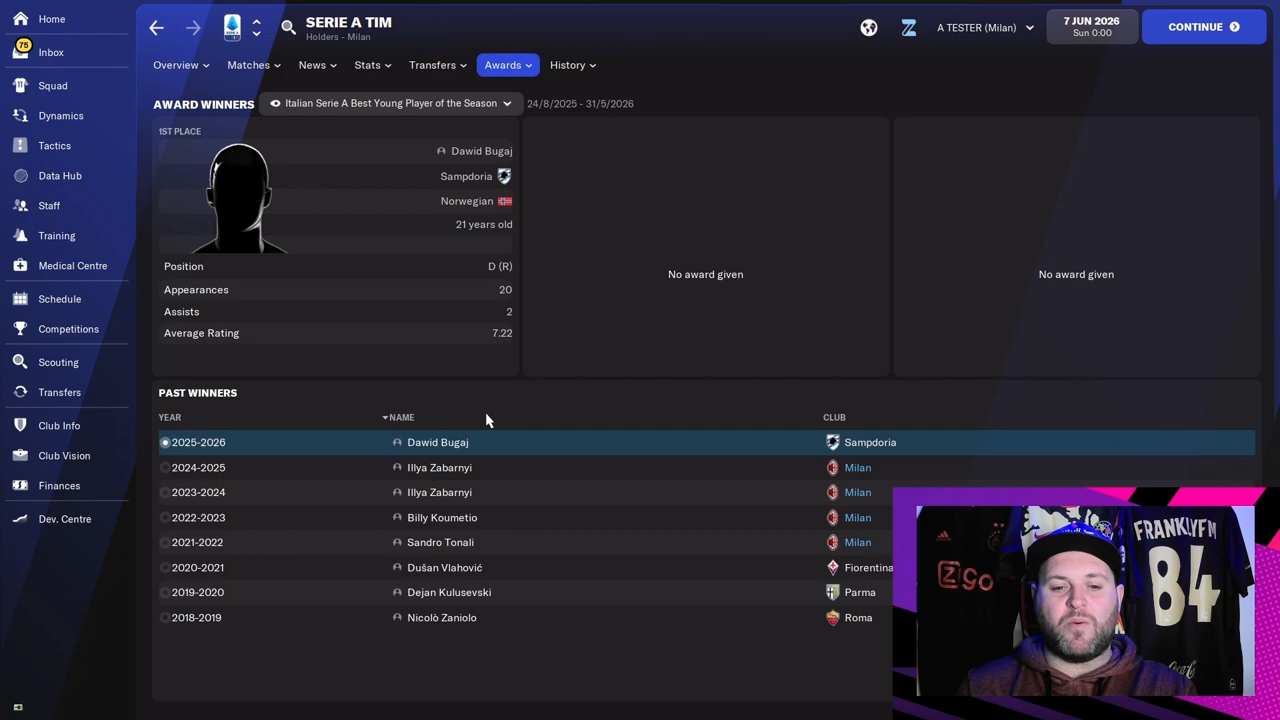 Home
75
Inbox
Squad
Dynamics
Tactics
Data Hub
Staff
Training
Medical Centre
Schedule
Competitions
Scouting
Transfers
Club Info
Club Vision
Finances
Dev. Centre
SERIE A TIM
Holders - Milan
A TESTER (Milan)
7 JUN 2026
Sun 0:00
CONTINUE
Overview
Matches
News
Stats
Transfers
Awards
History
AWARD WINNERS
Italian Serie A Best Young Player of the Season
24/8/2025 - 31/5/2026
1ST PLACE
Dawid Bugaj
Sampdoria
Norwegian
21 years old
Position D (R)
Appearances 20
Assists 2
Average Rating 7.22
No award given
No award given
PAST WINNERS
YEAR NAME CLUB
2025-2026 Dawid Bugaj Sampdoria
2024-2025 Illya Zabarnyi Milan
2023-2024 Illya Zabarnyi Milan
2022-2023 Billy Koumetio Milan
2021-2022 Sandro Tonali Milan
2020-2021 Dušan Vlahović Fiorentina
2019-2020 Dejan Kulusevski Parma
2018-2019 Nicolò Zaniolo Roma
ZiGO
FRANKLYFM
84